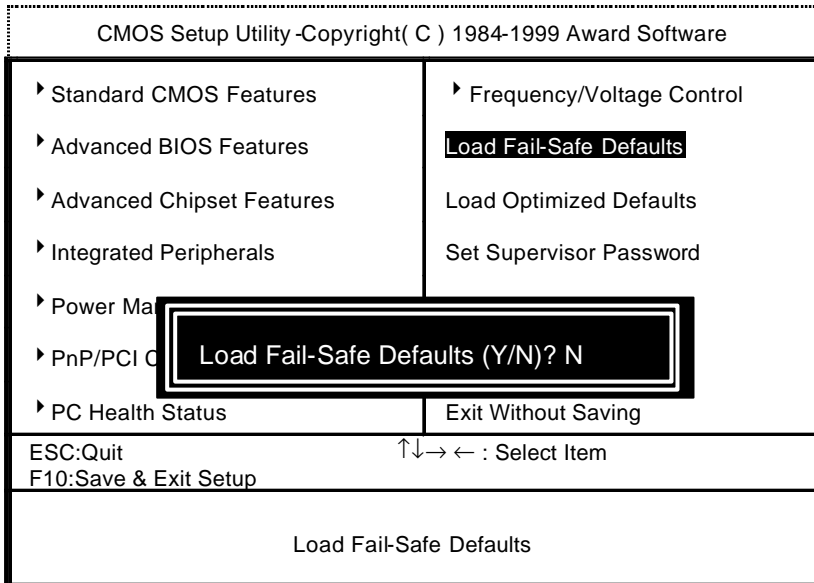 CMOS Setup Utility -Copyright( C ) 1984-1999 Award Software
Standard CMOS Features
Advanced BIOS Features
Advanced Chipset Features
Integrated Peripherals
Power
PnP/PCI
PC Health Status
Frequency/Voltage Control
Load Fail-Safe Defaults
Load Optimized Defaults
Set Supervisor Password
Exit Without Saving
Load Fail-Safe Defaults (Y/N)? N
ESC:Quit ↑↓→ ← : Select Item
F10:Save & Exit Setup
Load Fail-Safe Defaults